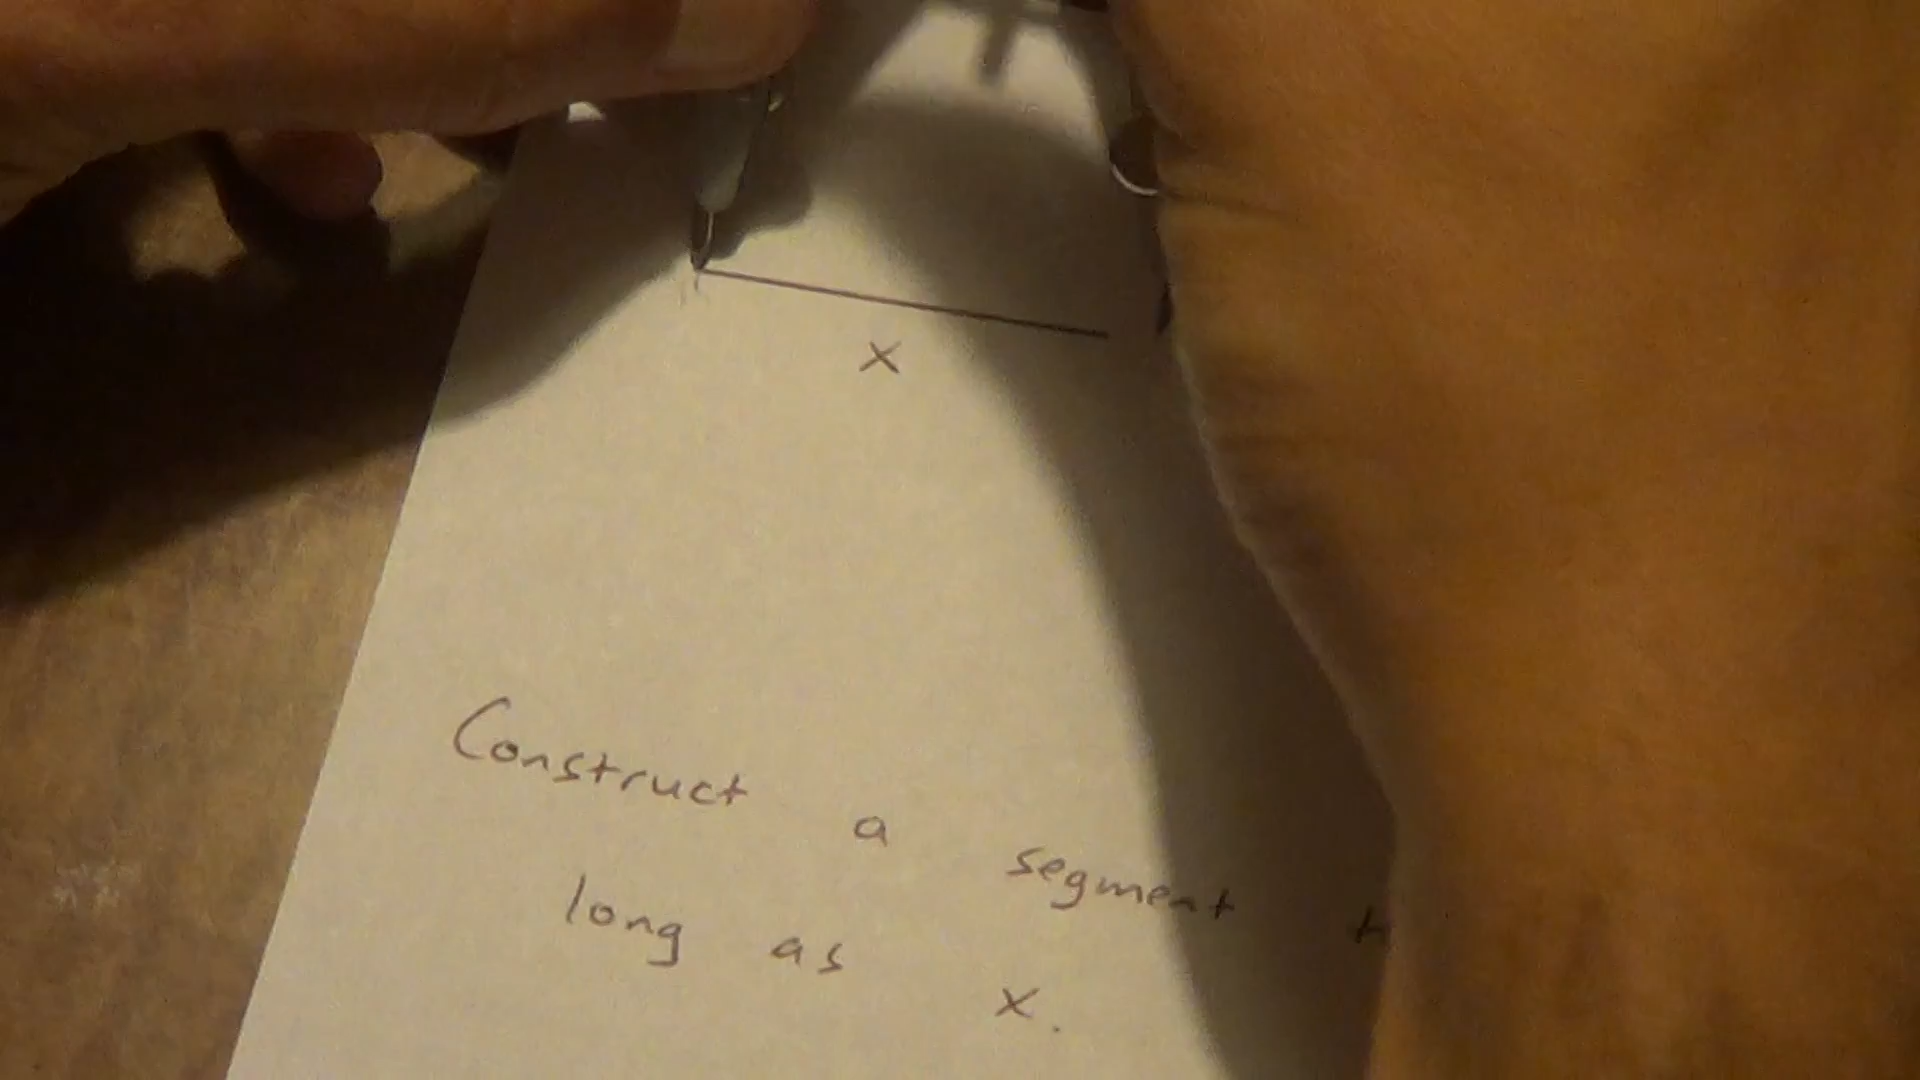 x
Construct a segment
long as x.